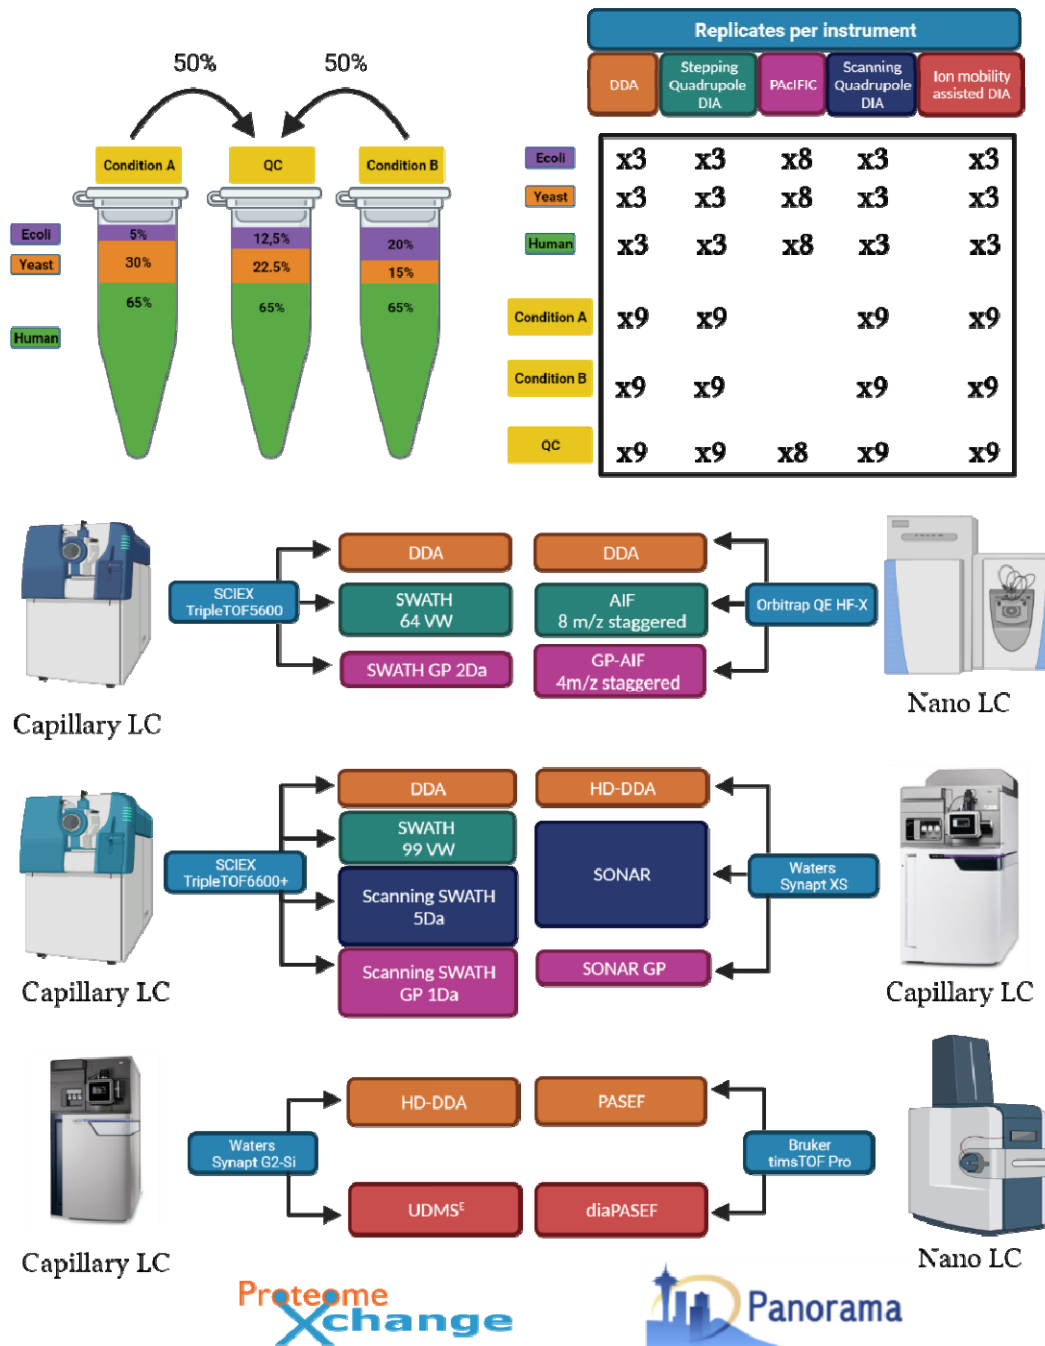 50%
50%
Condition A
QC
Condition B
Ecoli
Yeast
Human
5%
30%
65%
12,5%
22.5%
65%
20%
15%
65%
Replicates per instrument
DDA
Stepping
Quadrupole
DIA
PAcIFIC
Scanning
Quadrupole
DIA
Ion mobility
assisted DIA
Ecoli x3 x3 x8 x3 x3
Yeast x3 x3 x8 x3 x3
Human x3 x3 x8 x3 x3
Condition A x9 x9 x9 x9
Condition B x9 x9 x9 x9
QC x9 x9 x8 x9 x9
Capillary LC
SCIEX
TripleTOF5600
DDA
SWATH
64 VW
SWATH GP 2Da
DDA
AIF
8 m/z staggered
GP-AIF
4m/z staggered
Orbitrap QE HF-X
Nano LC
Capillary LC
SCIEX
TripleTOF6600+
DDA
SWATH
99 VW
Scanning SWATH
5Da
Scanning SWATH
GP 1Da
HD-DDA
SONAR
SONAR GP
Waters
Synapt XS
Capillary LC
Capillary LC
Waters
Synapt G2-Si
HD-DDA
UDMSᴱ
PASEF
diaPASEF
Bruker
timsTOF Pro
Nano LC
Proteome
Xchange
Panorama